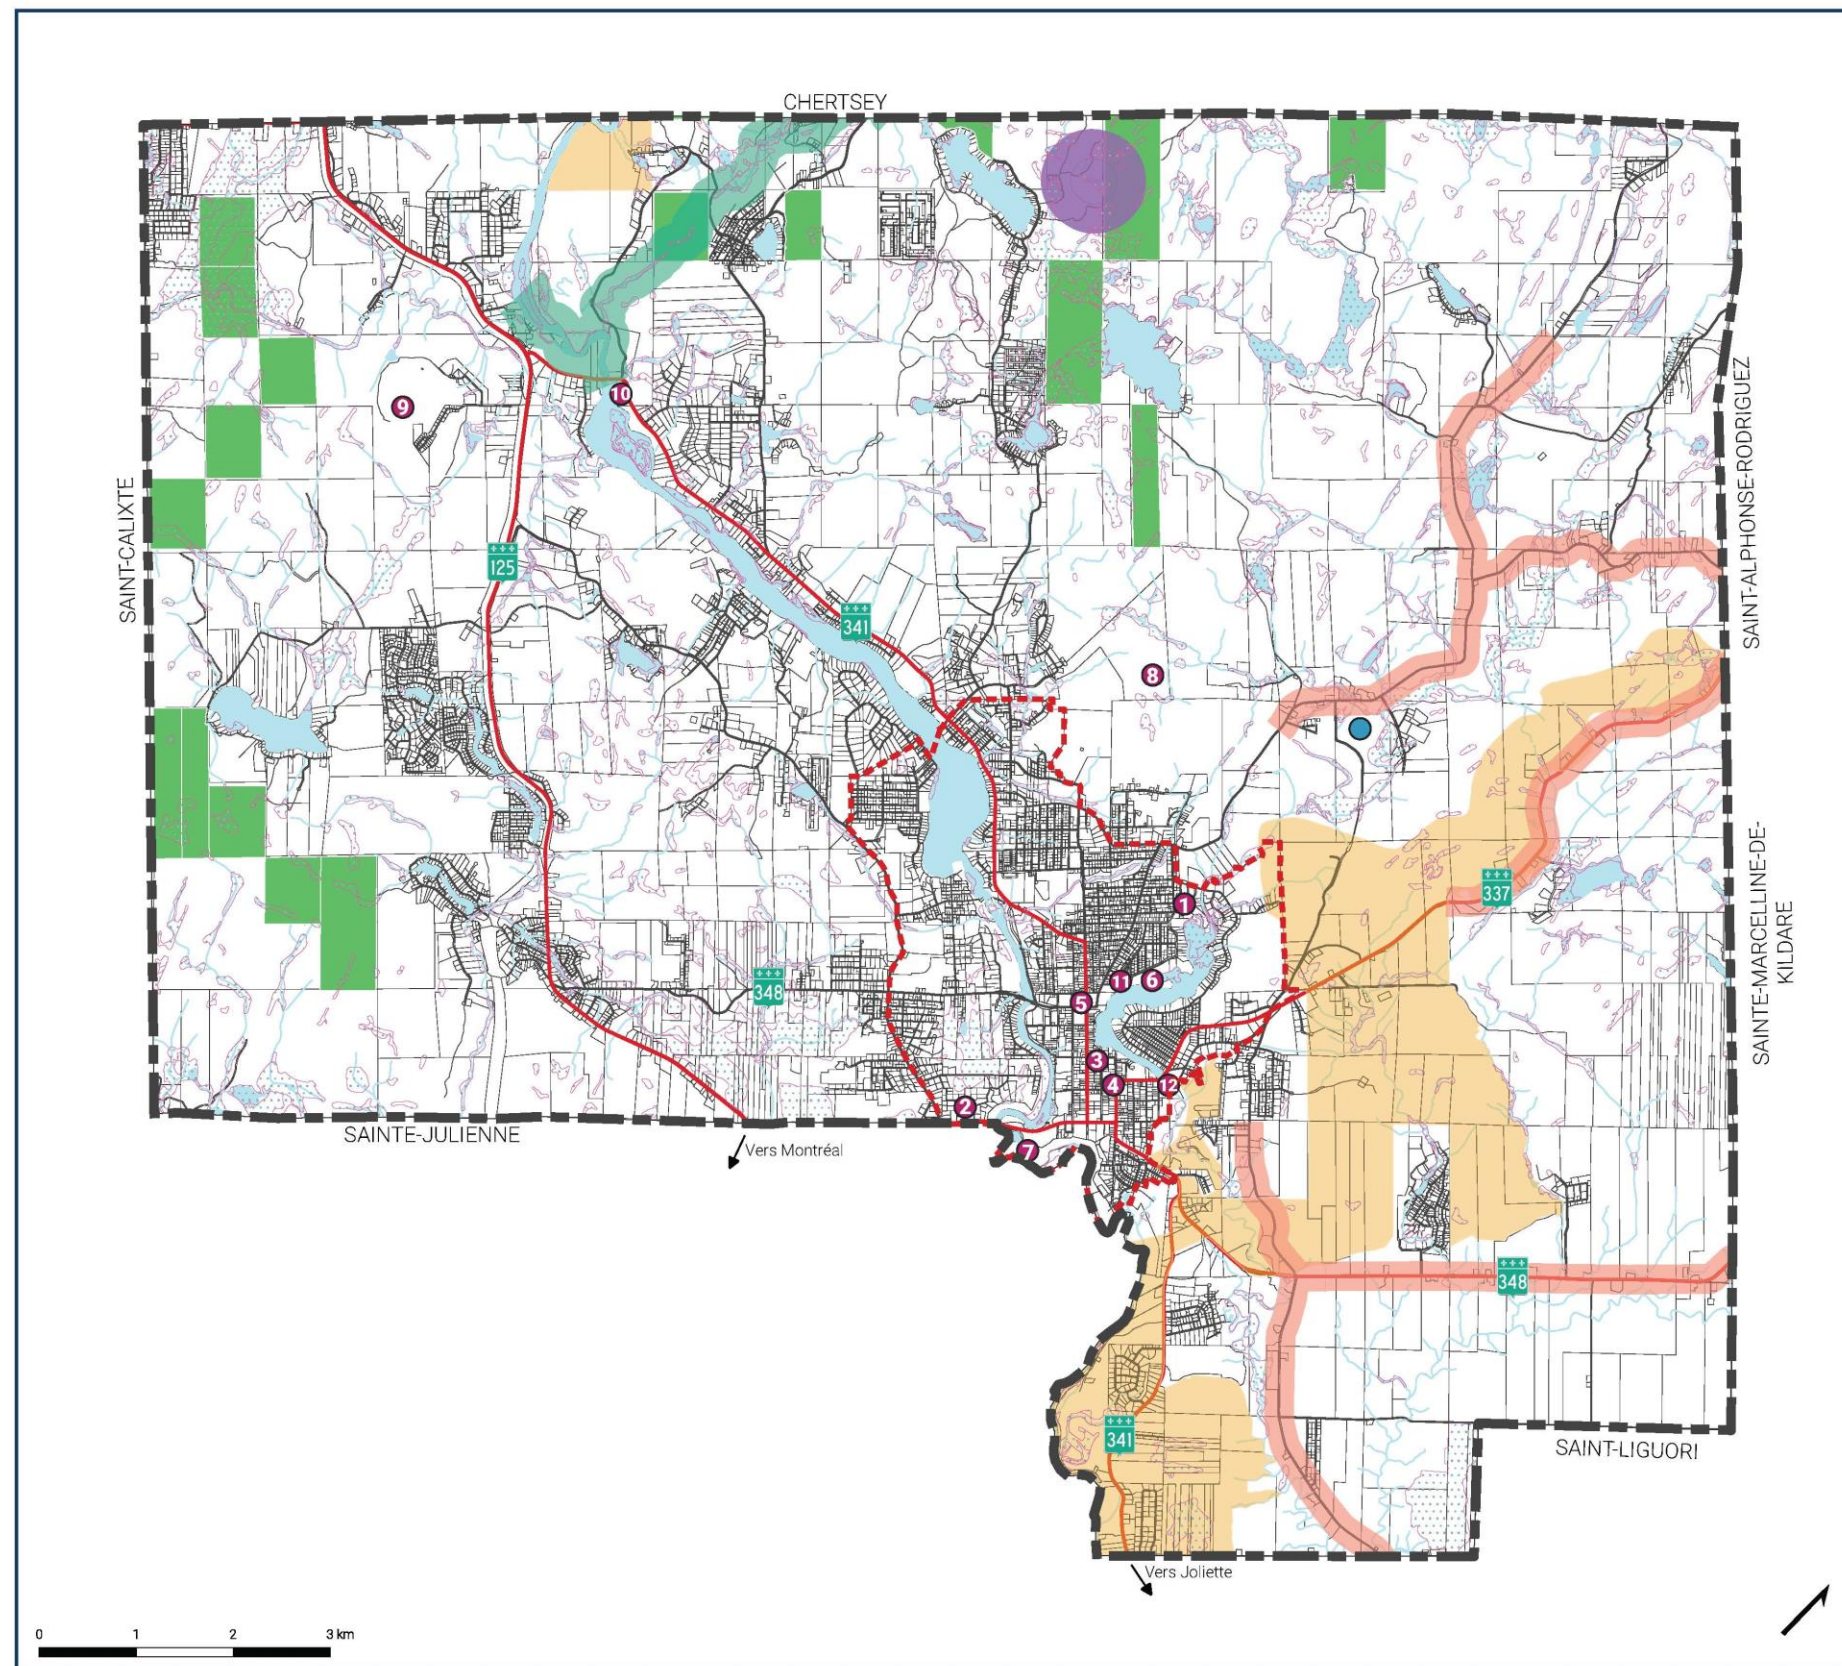 CHERTSEY
10
9
SAINT-CALIXTE
SAINT-ALPHONSE-RODRIGUEZ
125
341
8
337
1
SAINTE-MARCELLINE-DE-
KILDARE
348
11
6
5
3
4
12
2
SAINTE-JULIENNE
Vers Montréal
7
348
341
SAINT-LIGUORI
Vers Joliette
0 1 2 3 km